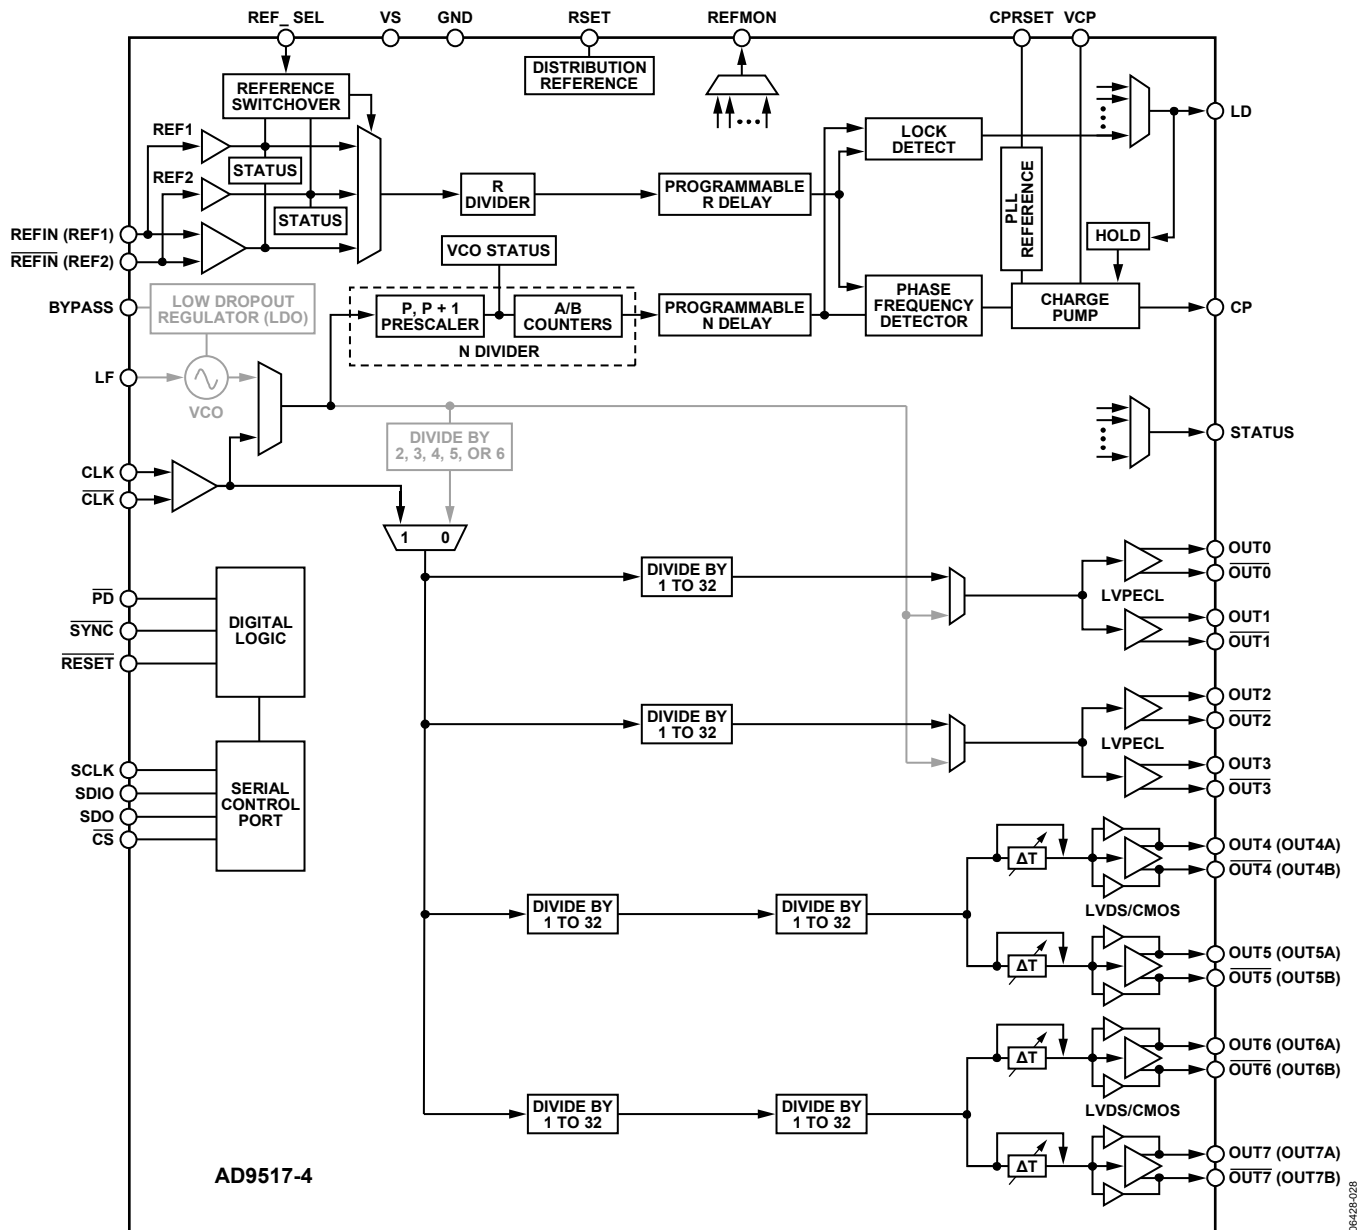 REF_SEL VS GND RSET REFMON CPRSET VCP
DISTRIBUTION
REFERENCE
REFERENCE
SWITCHOVER
REF1
STATUS
REF2
STATUS
R
DIVIDER
PROGRAMMABLE
R DELAY
LOCK
DETECT
LD
PLL
REFERENCE
HOLD
REFIN (REF1)
REFIN (REF2)
VCO STATUS
BYPASS
LOW DROPOUT
REGULATOR (LDO)
P, P + 1
PRESCALER
A/B
COUNTERS
N DIVIDER
PROGRAMMABLE
N DELAY
PHASE
FREQUENCY
DETECTOR
CHARGE
PUMP
CP
LF
VCO
DIVIDE BY
2, 3, 4, 5, OR 6
STATUS
CLK
CLK
1 0
DIVIDE BY
1 TO 32
OUT0
OUT0
LVPECL
OUT1
OUT1
PD
SYNC
RESET
DIGITAL
LOGIC
DIVIDE BY
1 TO 32
OUT2
OUT2
LVPECL
OUT3
OUT3
SCLK
SDIO
SDO
CS
SERIAL
CONTROL
PORT
DIVIDE BY
1 TO 32
DIVIDE BY
1 TO 32
ΔT
OUT4 (OUT4A)
OUT4 (OUT4B)
LVDS/CMOS
ΔT
OUT5 (OUT5A)
OUT5 (OUT5B)
DIVIDE BY
1 TO 32
DIVIDE BY
1 TO 32
ΔT
OUT6 (OUT6A)
OUT6 (OUT6B)
LVDS/CMOS
ΔT
OUT7 (OUT7A)
OUT7 (OUT7B)
AD9517-4
06428-028